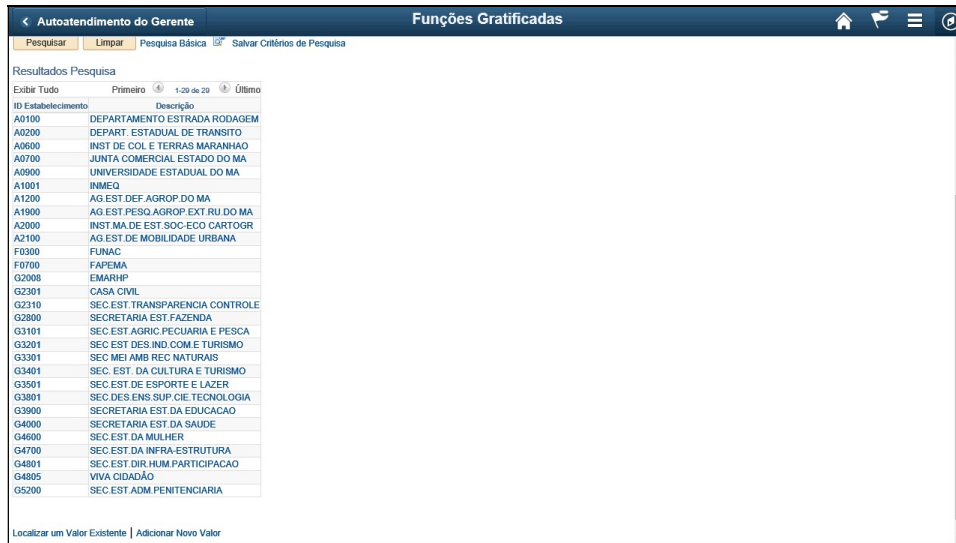 Autoatendimento do Gerente Funções Gratificadas
Pesquisar Limpar Pesquisa Básica Salvar Critérios de Pesquisa
Resultados Pesquisa
Exibir Tudo Primeiro 1-29 de 29 Último
ID Estabelecimento Descrição
A0100 DEPARTAMENTO ESTRADA RODAGEM
A0200 DEPART. ESTADUAL DE TRANSITO
A0600 INST DE COL E TERRAS MARANHAO
A0700 JUNTA COMERCIAL ESTADO DO MA
A0900 UNIVERSIDADE ESTADUAL DO MA
A1001 INMEQ
A1200 AG.EST.DEF.AGROP.DO MA
A1900 AG.EST.PESQ.AGROP.EXT.RU.DO MA
A2000 INST.MA.DE EST.SOC-ECO CARTOGR
A2100 AG.EST.DE MOBILIDADE URBANA
F0300 FUNAC
F0700 FAPEMA
G2008 EMARHP
G2301 CASA CIVIL
G2310 SEC.EST.TRANSPARENCIA CONTROLE
G2800 SECRETARIA EST.FAZENDA
G3101 SEC.EST.AGRIC.PECUARIA E PESCA
G3201 SEC EST DES.IND.COM.E TURISMO
G3301 SEC MEI AMB REC NATURAIS
G3401 SEC. EST. DA CULTURA E TURISMO
G3501 SEC.EST.DE ESPORTE E LAZER
G3801 SEC.DES.ENS.SUP.CIE.TECNOLOGIA
G3900 SECRETARIA EST.DA EDUCACAO
G4000 SECRETARIA EST.DA SAUDE
G4600 SEC.EST.DA MULHER
G4700 SEC.EST.DA INFRA-ESTRUTURA
G4801 SEC.EST.DIR.HUM.PARTICIPACAO
G4805 VIVA CIDADÃO
G5200 SEC.EST.ADM.PENITENCIARIA
Localizar um Valor Existente | Adicionar Novo Valor